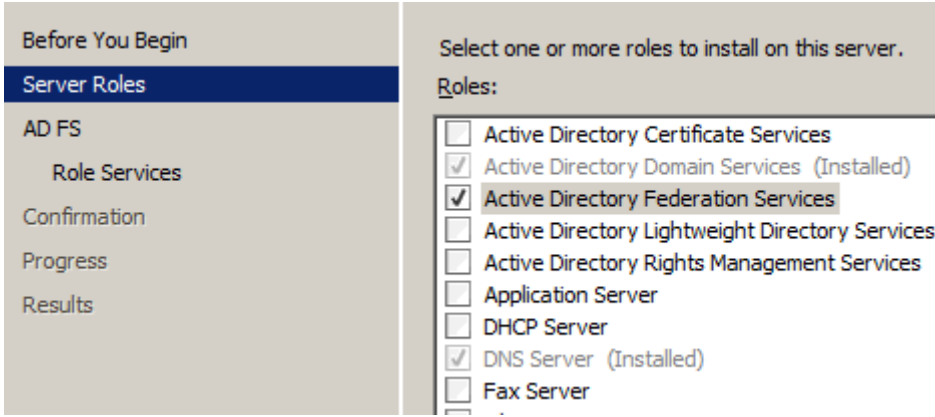 Before You Begin
Server Roles
AD FS
Role Services
Confirmation
Progress
Results
Select one or more roles to install on this server.
Roles:
Active Directory Certificate Services
Active Directory Domain Services (Installed)
Active Directory Federation Services
Active Directory Lightweight Directory Services
Active Directory Rights Management Services
Application Server
DHCP Server
DNS Server (Installed)
Fax Server